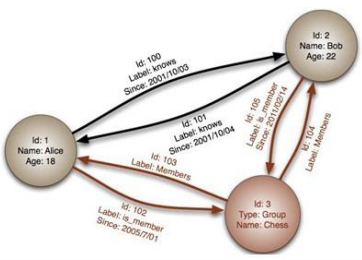 Id: 2
Name: Bob
Age: 22
Id: 100
Label: knows
Since: 2001/10/03
Id: 101
Label: knows
Since: 2001/10/04
Id: 105
Label: is_member
Since: 2011/02/14
Id: 104
Label: Members
Id: 1
Name: Alice
Age: 18
Id: 103
Label: Members
Id: 102
Label: is_member
Since: 2005/7/01
Id: 3
Type: Group
Name: Chess